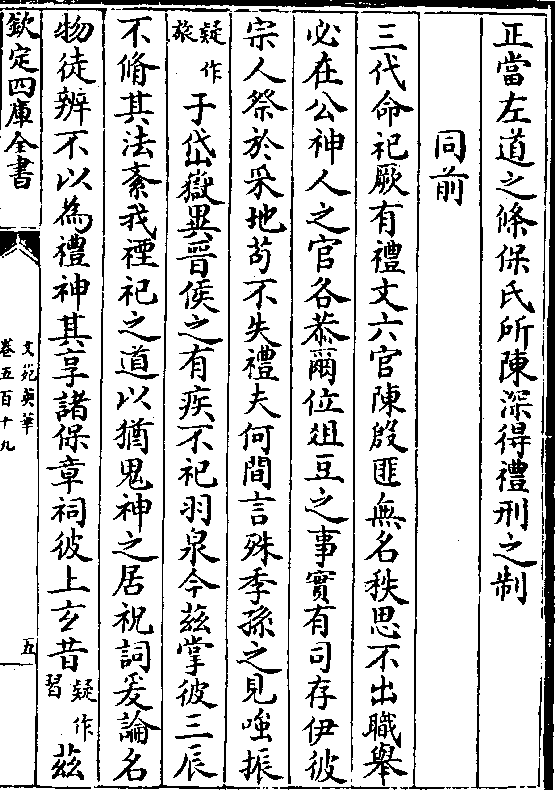 正當左道之條保氏所陳深得禮刑之制
同前
三代命祀厥有禮文六官陳殷匪無名秩思不出職舉
必在公神人之官各恭爾位俎豆之事實有司存伊彼
宗人祭於采地茍不失禮夫何間言殊季孫之見嗤振
疑作旅
于岱嶽異晉侯之有疾不祀羽泉今茲掌彼三辰
不脩其法紊我禋祀之道以猶鬼神之居祝詞爰論名
物徒辨不以為禮神其享諸保章祠彼上玄昔
疑作習
茲
欽定四庫全書
文苑英華
卷五百十九
五